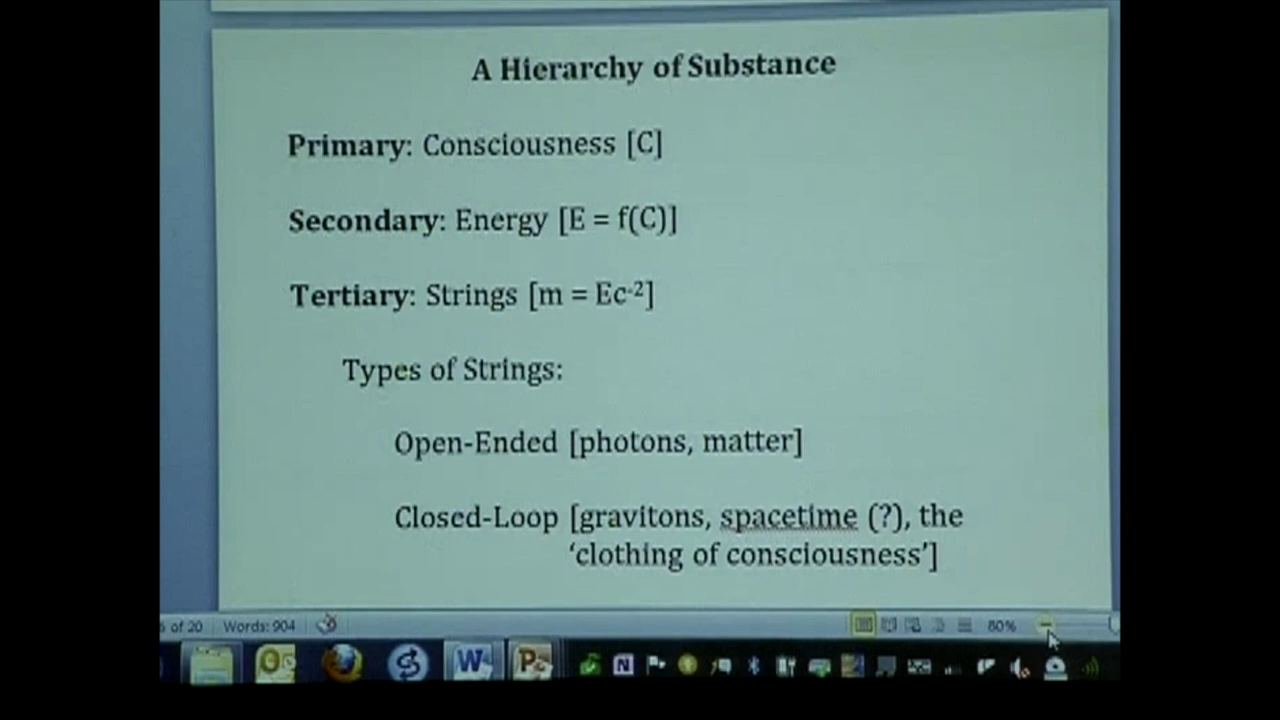 A Hierarchy of Substance
Primary: Consciousness [C]
Secondary: Energy [E = f(C)]
Tertiary: Strings [m = Ec⁻²]
Types of Strings:
Open-Ended [photons, matter]
Closed-Loop [gravitons, spacetime (?), the
‘clothing of consciousness’]
of 20 Words: 904 80%